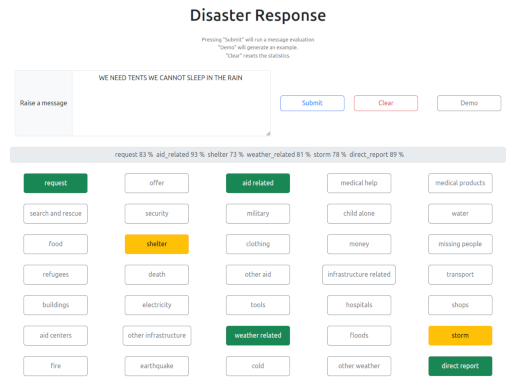 Disaster Response
Pressing "Submit" will run a message evaluation
"Demo" will generate an example.
"Clear" resets the statistics.
Raise a message
WE NEED TENTS WE CANNOT SLEEP IN THE RAIN
Submit
Clear
Demo
request 83 % aid_related 93 % shelter 73 % weather_related 81 % storm 78 % direct_report 89 %
request
offer
aid related
medical help
medical products
search and rescue
security
military
child alone
water
food
shelter
clothing
money
missing people
refugees
death
other aid
infrastructure related
transport
buildings
electricity
tools
hospitals
shops
aid centers
other infrastructure
weather related
floods
storm
fire
earthquake
cold
other weather
direct report